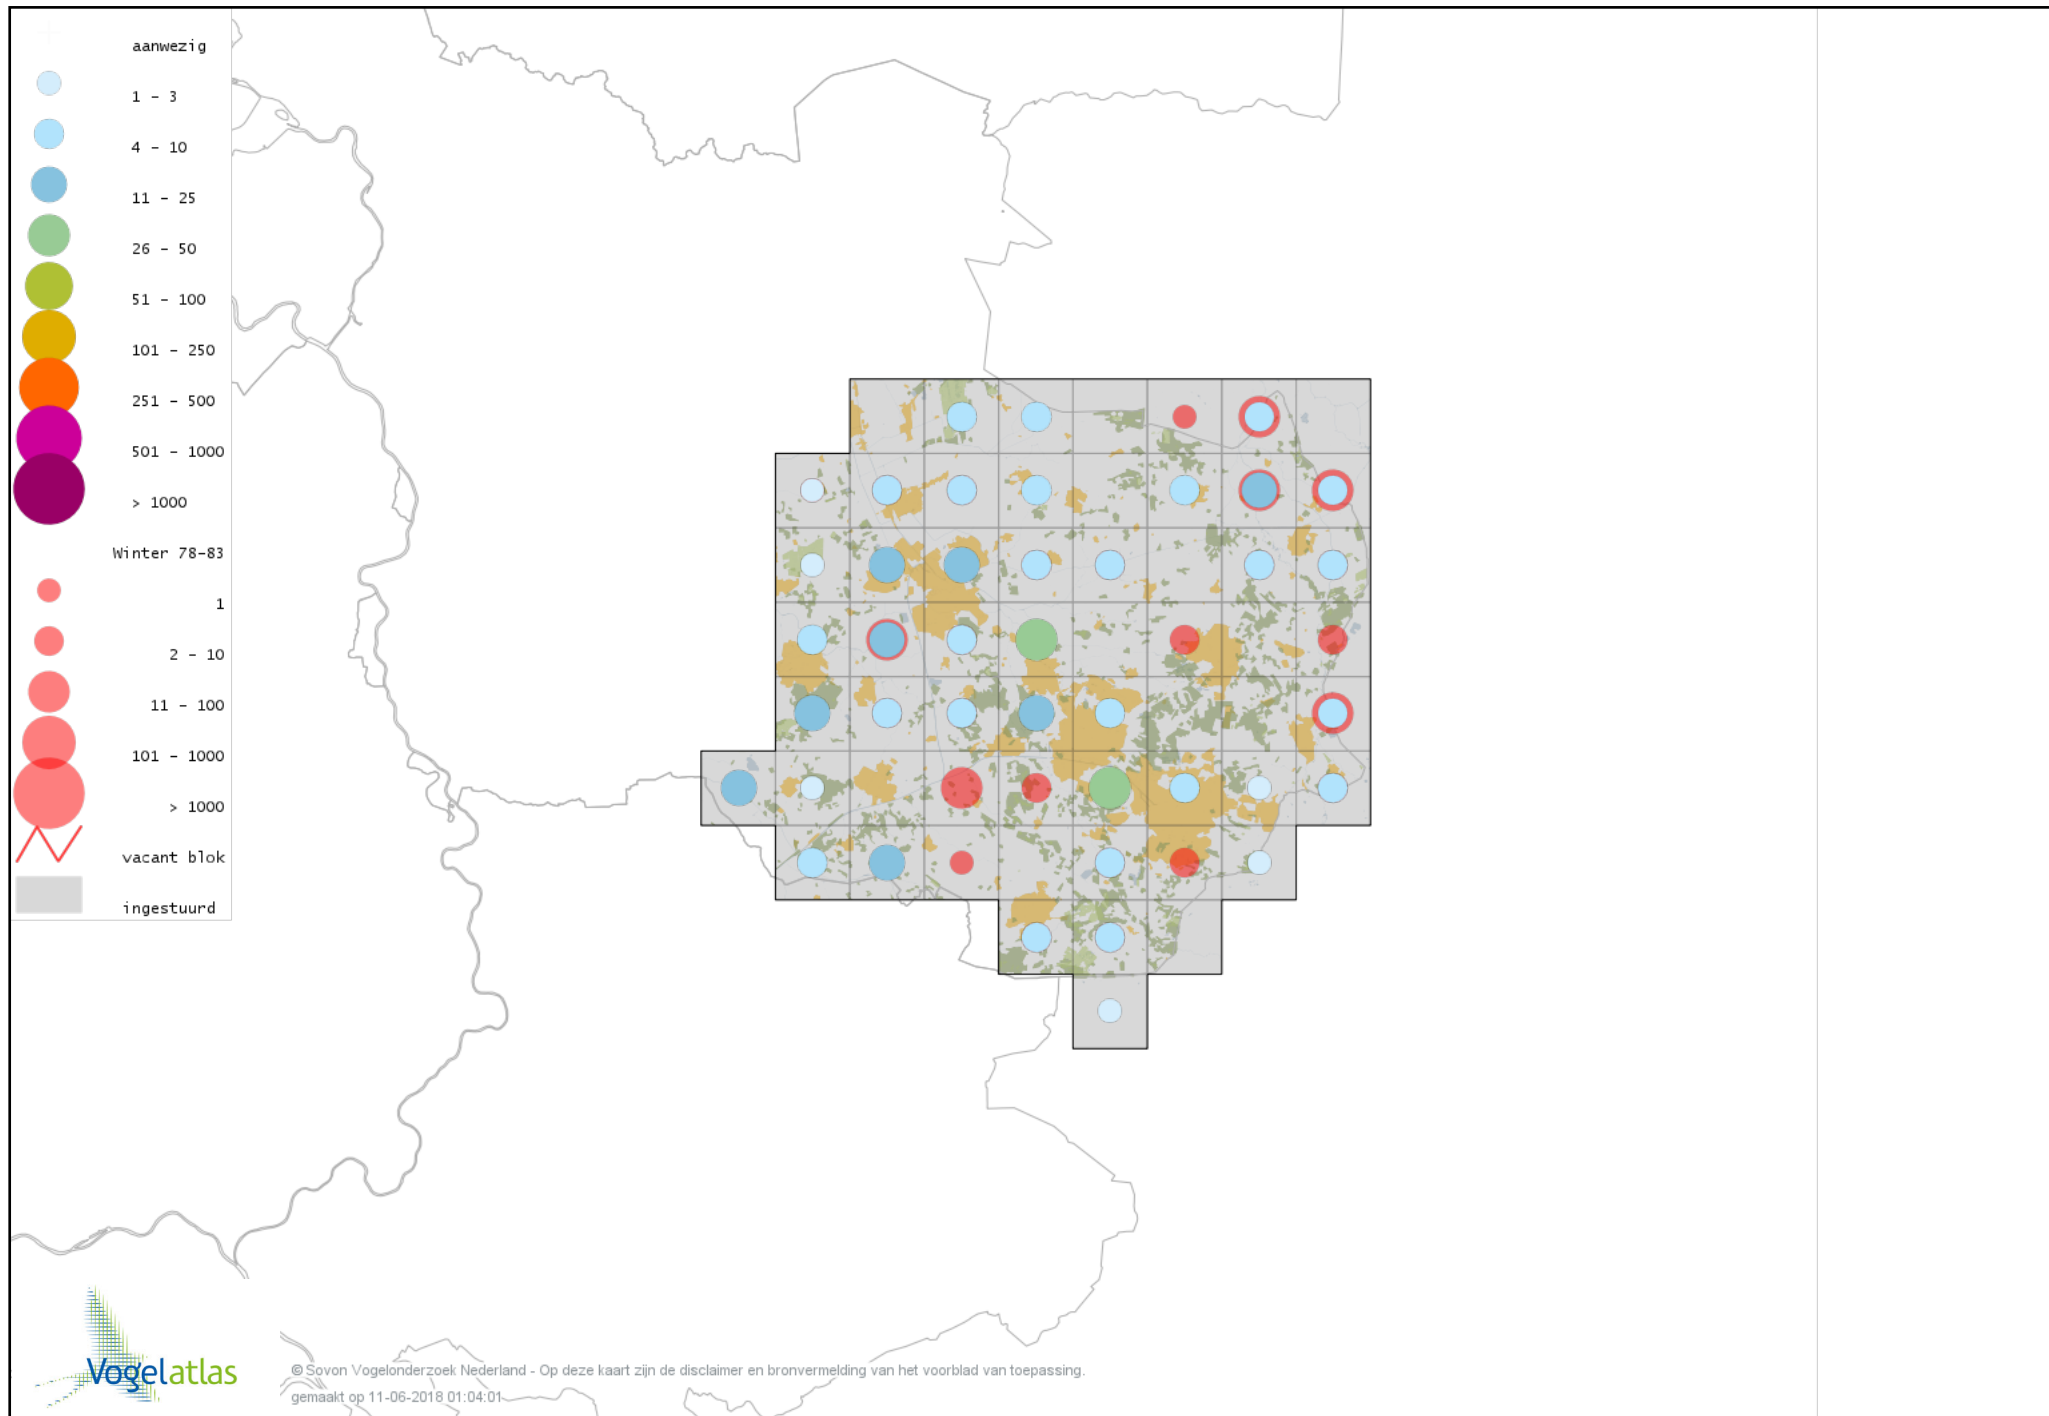 aanwezig
1 - 3
4 - 10
11 - 25
26 - 50
51 - 100
101 - 250
251 - 500
501 - 1000
> 1000
Winter 78-83
1
2 - 10
11 - 100
101 - 1000
> 1000
vacant blok
ingestuurd
Vogelatlas
© Sovon Vogelonderzoek Nederland - Op deze kaart zijn de disclaimer en bronvermelding van het voorblad van toepassing.
gemaakt op 11-06-2018 01:04:01